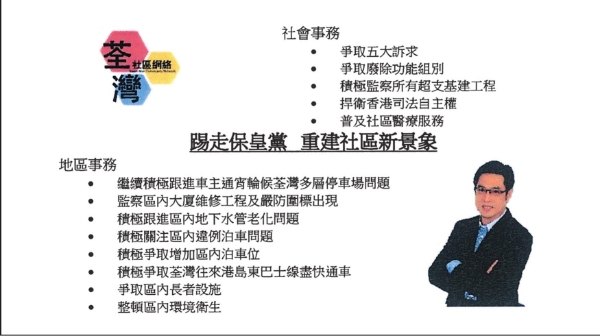 社會事務
荃灣
社區網絡
• 爭取五大訴求
• 爭取廢除功能組別
• 積極監察所有超支基建工程
• 捍衛香港司法自主權
• 普及社區醫療服務
踢走保皇黨 重建社區新景象
地區事務
• 繼續積極跟進車主通宵輪候荃灣多層停車場問題
• 監察區內大廈維修工程及嚴防圍標出現
• 積極跟進區內地下水管老化問題
• 積極關注區內違例泊車問題
• 積極爭取增加區內泊車位
• 積極爭取荃灣往來港島東巴士線盡快通車
• 爭取區內長者設施
• 整頓區內環境衛生